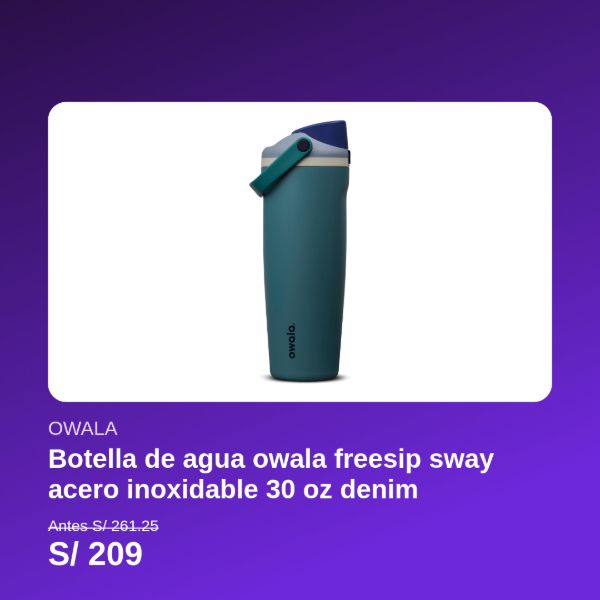 owala.
OWALA
Botella de agua owala freesip sway
acero inoxidable 30 oz denim
Antes S/ 261.25
S/ 209